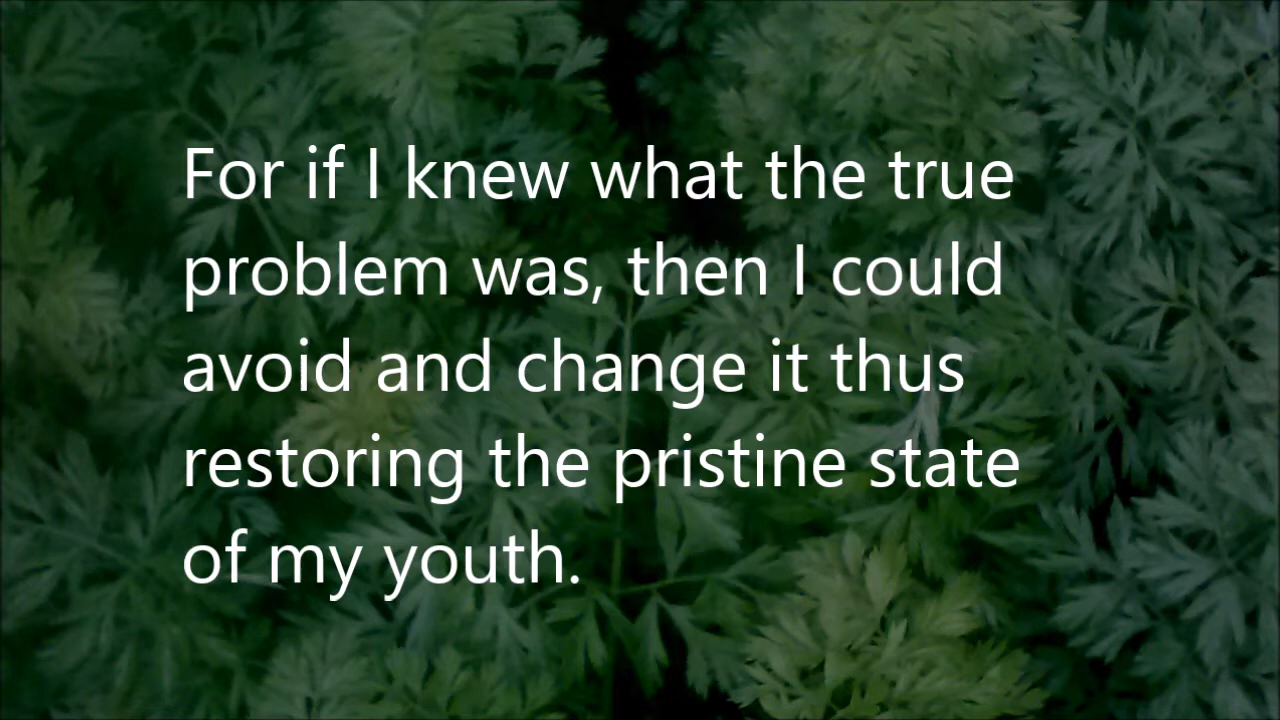 For if I knew what the true
problem was, then I could
avoid and change it thus
restoring the pristine state
of my youth.